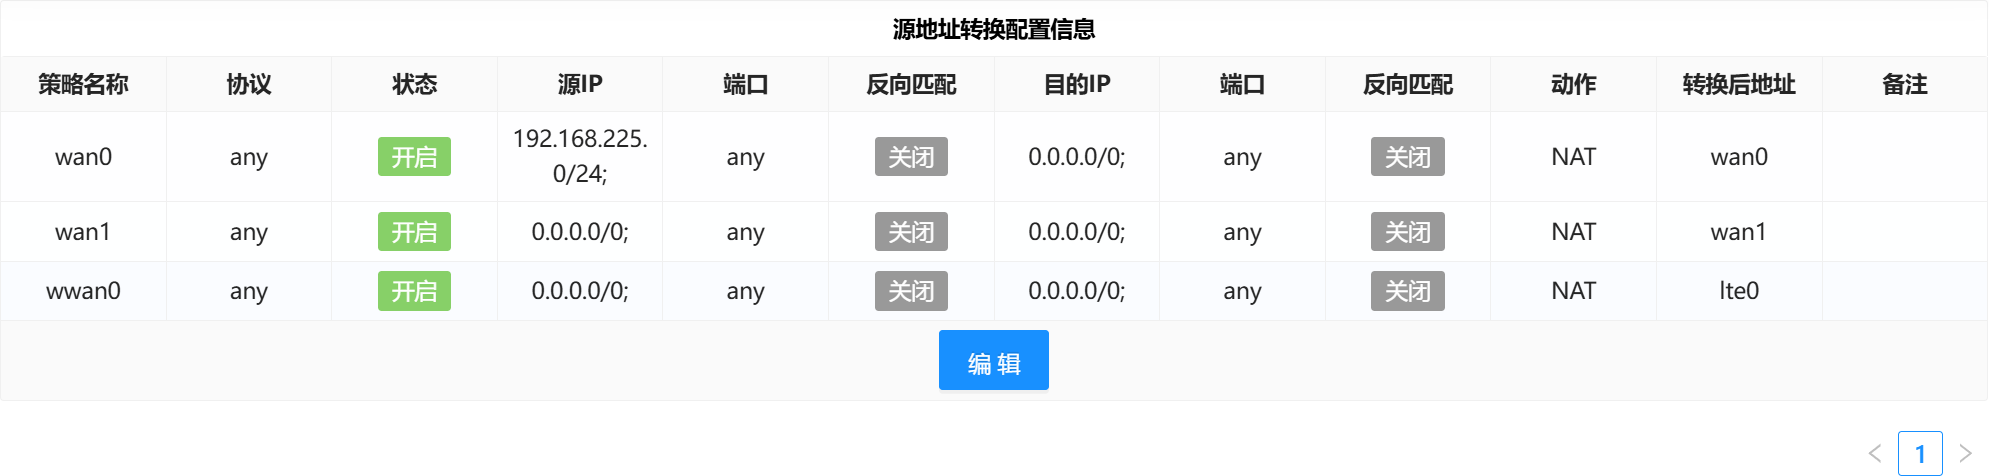 源地址转换配置信息
策略名称 协议 状态 源IP 端口 反向匹配 目的IP 端口 反向匹配 动作 转换后地址 备注
wan0 any 开启 192.168.225.0/24; any 关闭 0.0.0.0/0; any 关闭 NAT wan0
wan1 any 开启 0.0.0.0/0; any 关闭 0.0.0.0/0; any 关闭 NAT wan1
wwan0 any 开启 0.0.0.0/0; any 关闭 0.0.0.0/0; any 关闭 NAT lte0
编 辑
< 1 >